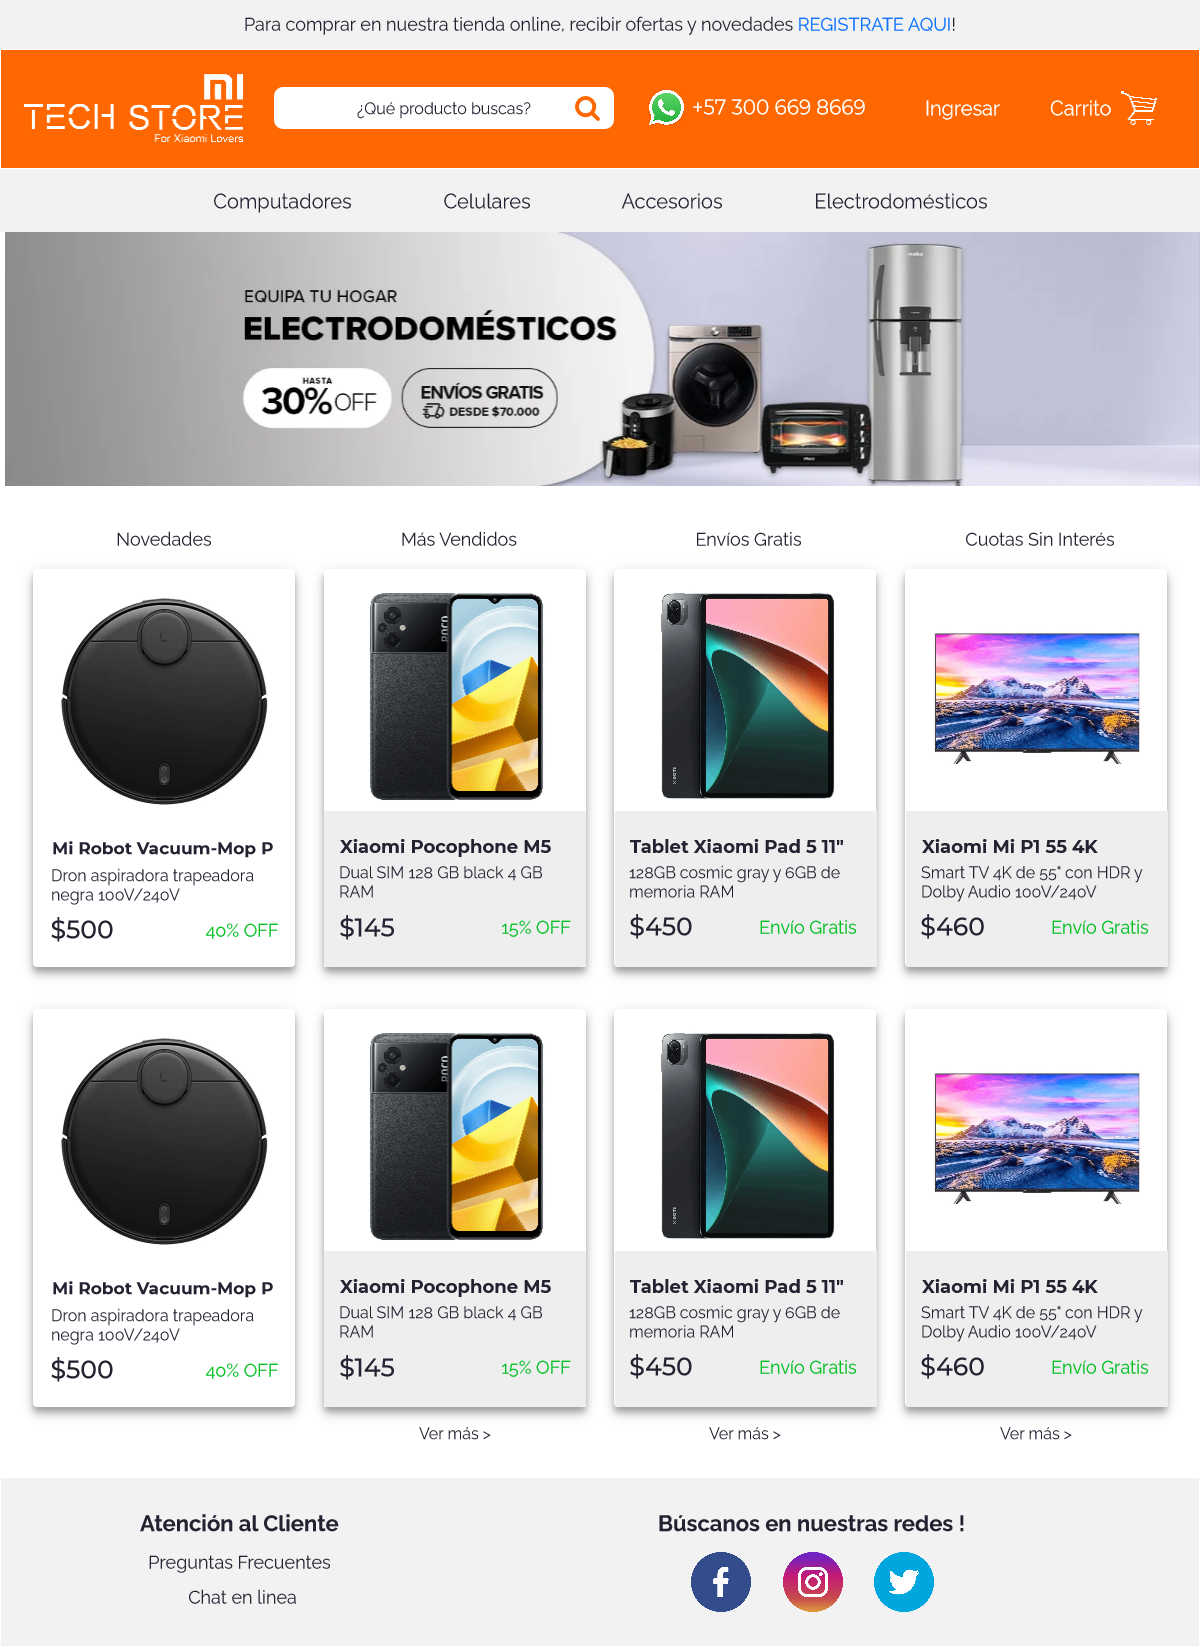 Para comprar en nuestra tienda online, recibir ofertas y novedades REGISTRATE AQUI!
MI
TECH STORE
For Xiaomi Lovers
¿Qué producto buscas?
+57 300 669 8669
Ingresar
Carrito
Computadores
Celulares
Accesorios
Electrodomésticos
EQUIPA TU HOGAR
ELECTRODOMÉSTICOS
HASTA
30% OFF
ENVÍOS GRATIS
DESDE $70.000
Novedades
Más Vendidos
Envíos Gratis
Cuotas Sin Interés
POCO
XIAOMI
Mi Robot Vacuum-Mop P
Dron aspiradora trapeadora
negra 100V/240V
$500
40% OFF
Xiaomi Pocophone M5
Dual SIM 128 GB black 4 GB
RAM
$145
15% OFF
Tablet Xiaomi Pad 5 11"
128GB cosmic gray y 6GB de
memoria RAM
$450
Envío Gratis
Xiaomi Mi P1 55 4K
Smart TV 4K de 55" con HDR y
Dolby Audio 100V/240V
$460
Envío Gratis
POCO
XIAOMI
Mi Robot Vacuum-Mop P
Dron aspiradora trapeadora
negra 100V/240V
$500
40% OFF
Xiaomi Pocophone M5
Dual SIM 128 GB black 4 GB
RAM
$145
15% OFF
Tablet Xiaomi Pad 5 11"
128GB cosmic gray y 6GB de
memoria RAM
$450
Envío Gratis
Xiaomi Mi P1 55 4K
Smart TV 4K de 55" con HDR y
Dolby Audio 100V/240V
$460
Envío Gratis
Ver más >
Ver más >
Ver más >
Atención al Cliente
Preguntas Frecuentes
Chat en linea
Búscanos en nuestras redes !